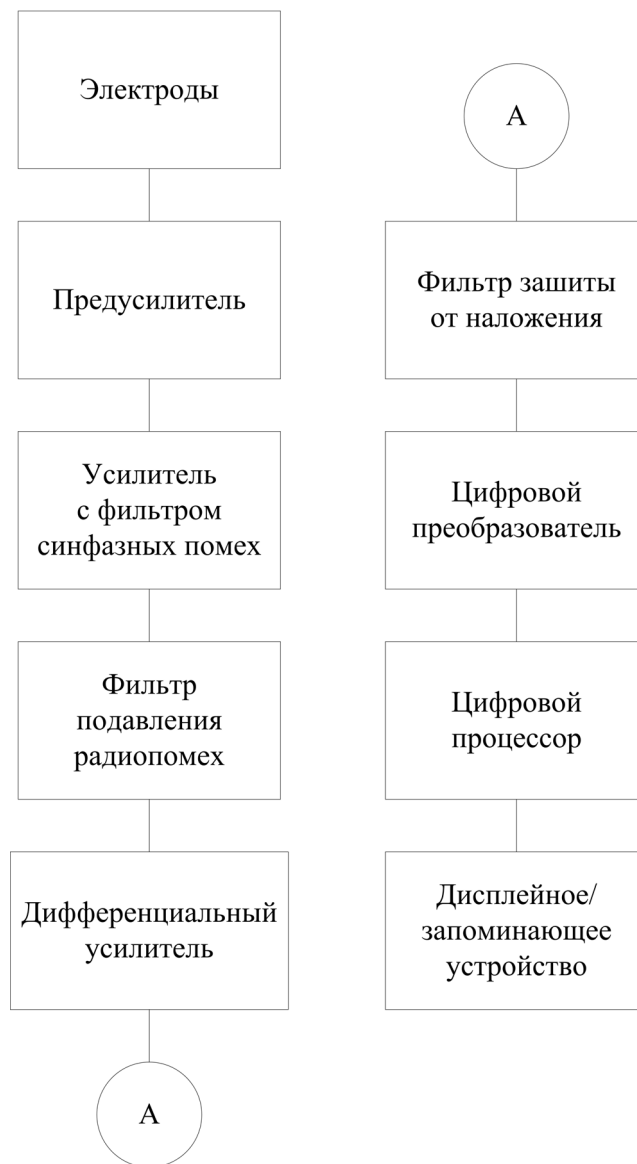 Электроды
Предусилитель
Усилитель
с фильтром
синфазных помех
Фильтр
подавления
радиопомех
Дифференциальный
усилитель
А
А
Фильтр зашиты
от наложения
Цифровой
преобразователь
Цифровой
процессор
Дисплейное/
запоминающее
устройство